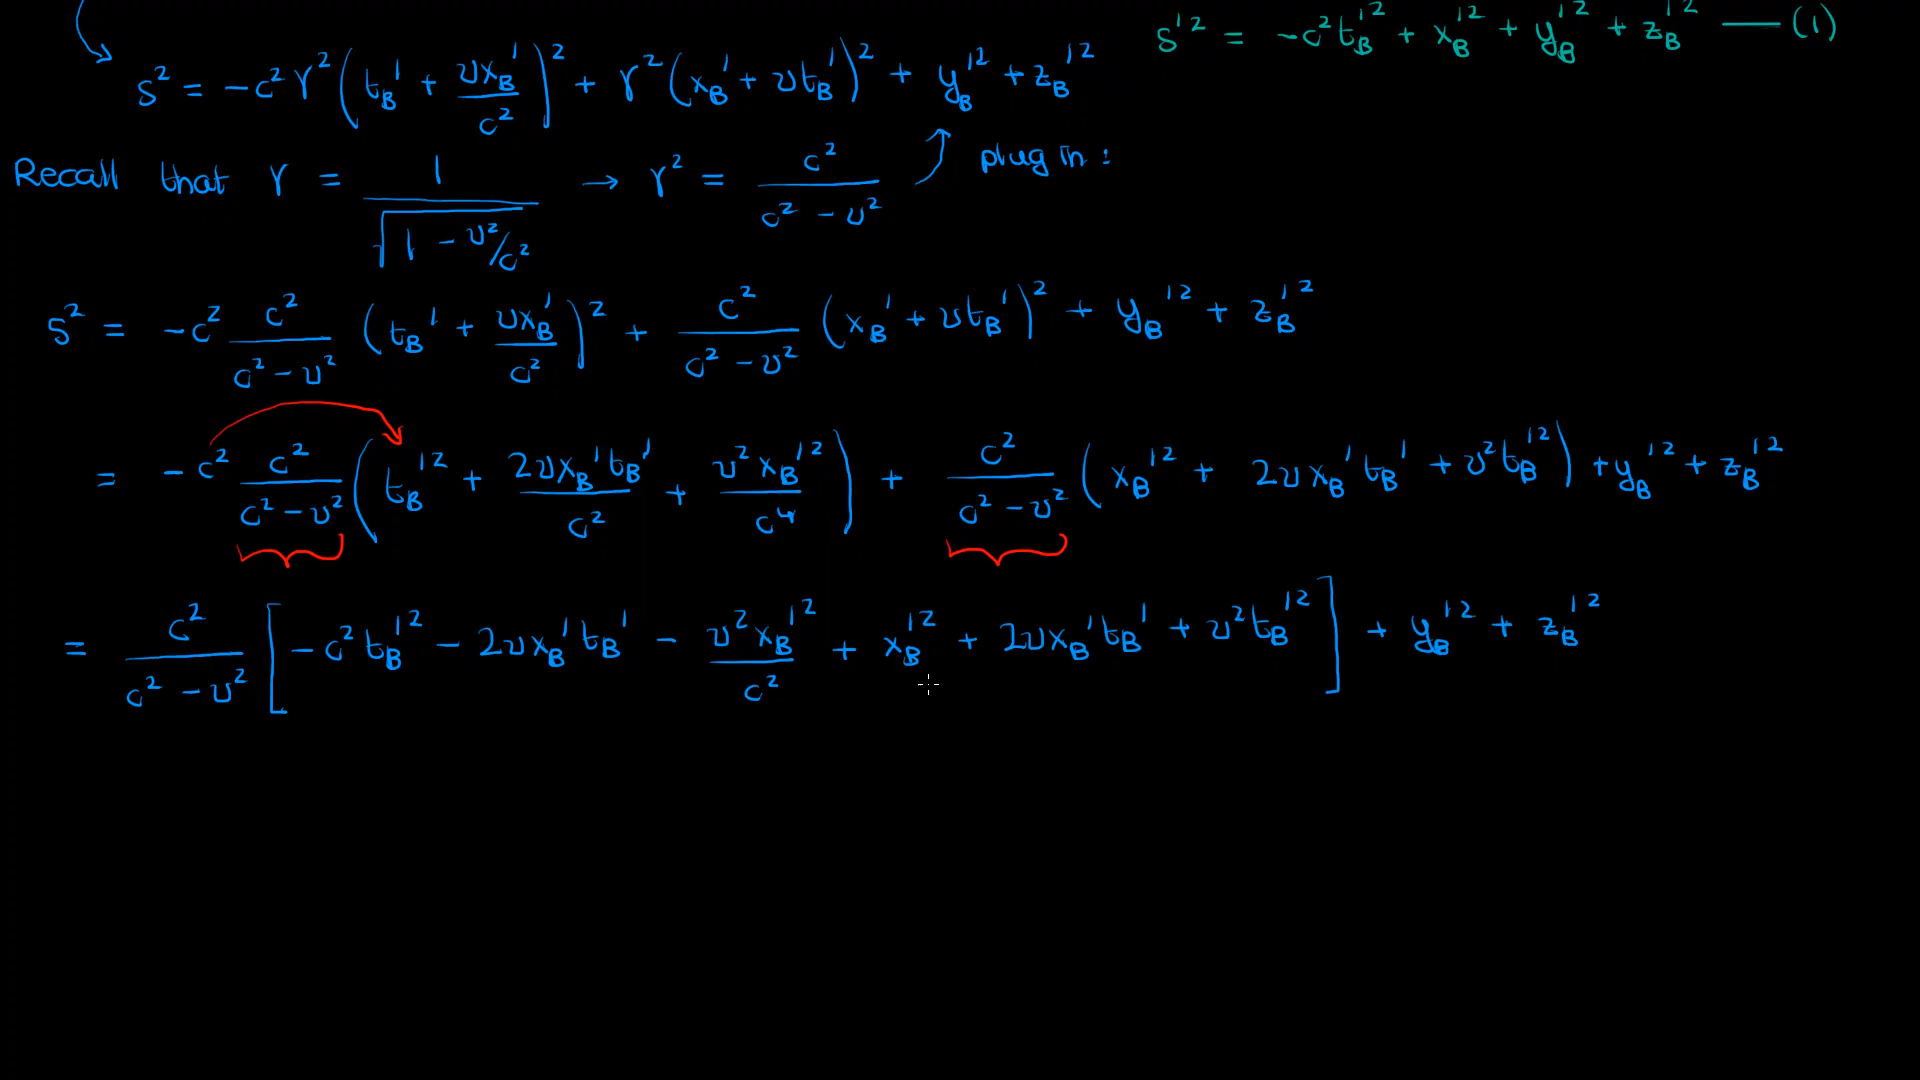 s'² = -c²t_B'² + x_B'² + y_B'² + z_B'² —— (1)
s² = -c²γ²(t_B' + vx_B'/c²)² + γ²(x_B' + vt_B')² + y_B'² + z_B'²
Recall that γ = 1/√(1 - v²/c²) → γ² = c²/(c² - v²) plug in :
s² = -c² c²/(c² - v²) (t_B' + vx_B'/c²)² + c²/(c² - v²) (x_B' + vt_B')² + y_B'² + z_B'²
= -c² c²/(c² - v²) (t_B'² + 2vx_B't_B'/c² + v²x_B'²/c⁴) + c²/(c² - v²) (x_B'² + 2vx_B't_B' + v²t_B'²) + y_B'² + z_B'²
= c²/(c² - v²) [-c²t_B'² - 2vx_B't_B' - v²x_B'²/c² + x_B'² + 2vx_B't_B' + v²t_B'²] + y_B'² + z_B'²